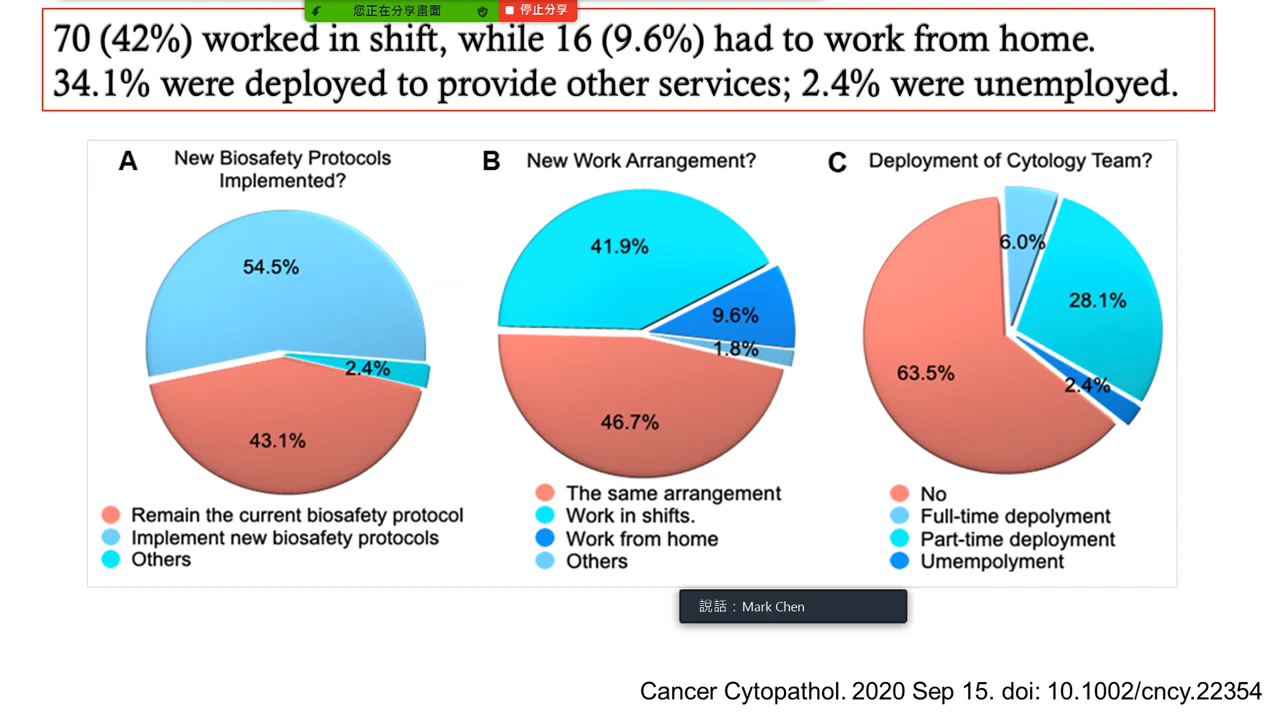 您正在分享畫面
停止分享
70 (42%) worked in shift, while 16 (9.6%) had to work from home.
34.1% were deployed to provide other services; 2.4% were unemployed.
A
New Biosafety Protocols
Implemented?
54.5%
2.4%
43.1%
Remain the current biosafety protocol
Implement new biosafety protocols
Others
B
New Work Arrangement?
41.9%
9.6%
1.8%
46.7%
The same arrangement
Work in shifts.
Work from home
Others
C
Deployment of Cytology Team?
6.0%
28.1%
63.5%
2.4%
No
Full-time depolyment
Part-time deployment
Umempolyment
說話：Mark Chen
Cancer Cytopathol. 2020 Sep 15. doi: 10.1002/cncy.22354